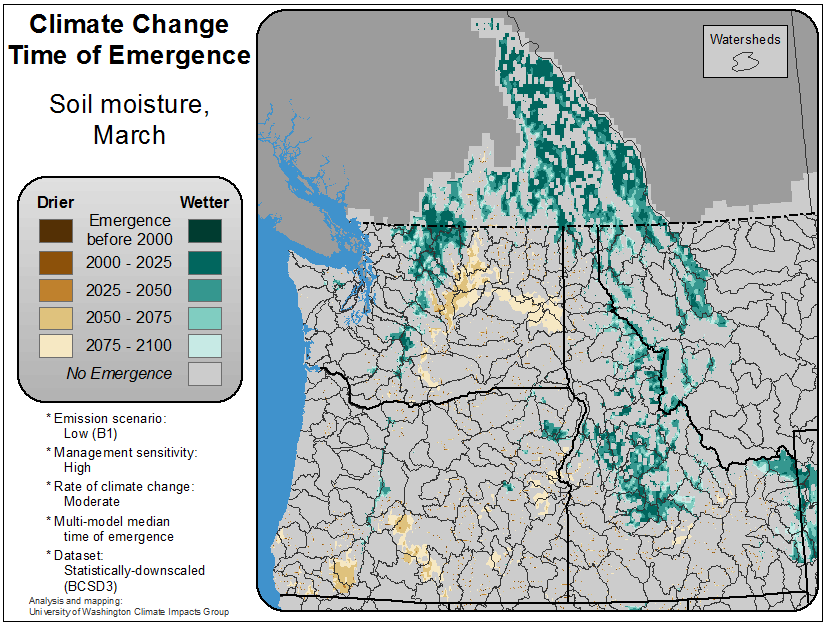 Climate Change
Time of Emergence
Soil moisture,
March
Drier
Wetter
Emergence
before 2000
2000 - 2025
2025 - 2050
2050 - 2075
2075 - 2100
No Emergence
* Emission scenario:
Low (B1)
* Management sensitivity:
High
* Rate of climate change:
Moderate
* Multi-model median
time of emergence
* Dataset:
Statistically-downscaled
(BCSD3)
Analysis and mapping:
University of Washington Climate Impacts Group
Watersheds